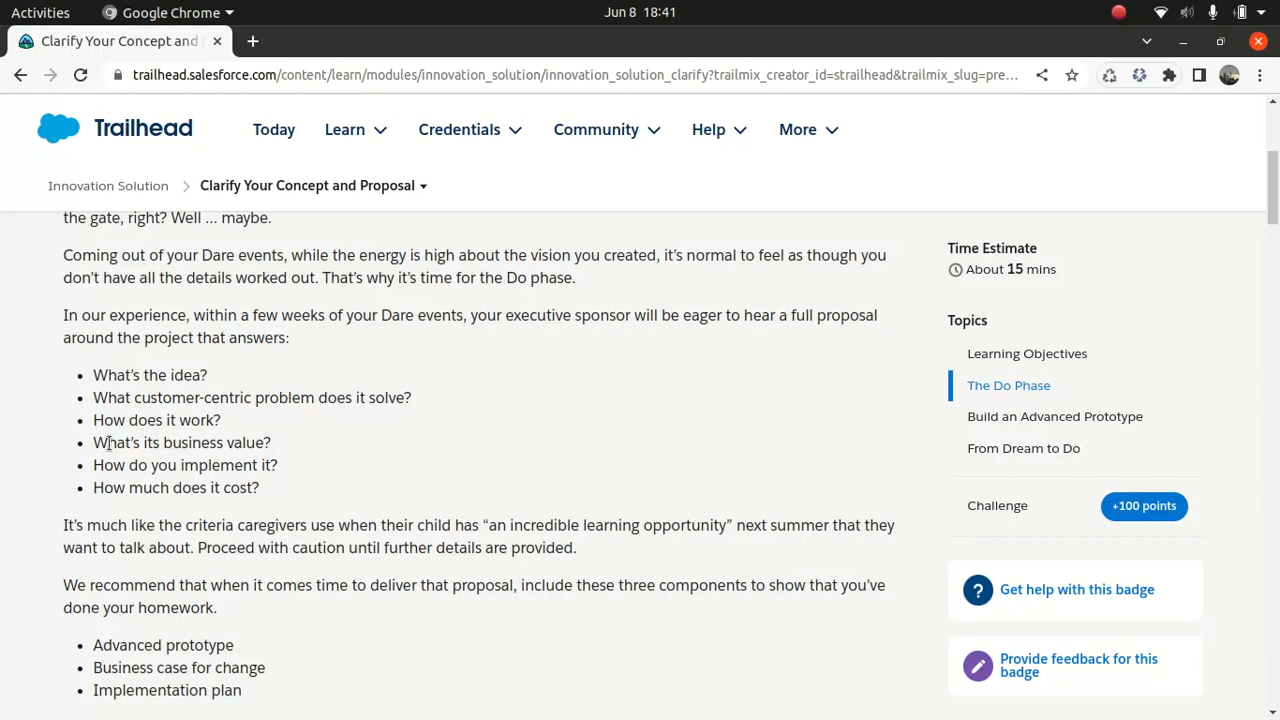 Activities Google Chrome Jun 8 18:41
Clarify Your Concept and
trailhead.salesforce.com/content/learn/modules/innovation_solution/innovation_solution_clarify?trailmix_creator_id=strailhead&trailmix_slug=pre...
Trailhead Today Learn Credentials Community Help More
Innovation Solution Clarify Your Concept and Proposal
the gate, right? Well … maybe.
Coming out of your Dare events, while the energy is high about the vision you created, it’s normal to feel as though you
don’t have all the details worked out. That’s why it’s time for the Do phase.
In our experience, within a few weeks of your Dare events, your executive sponsor will be eager to hear a full proposal
around the project that answers:
• What’s the idea?
• What customer-centric problem does it solve?
• How does it work?
• What’s its business value?
• How do you implement it?
• How much does it cost?
It’s much like the criteria caregivers use when their child has “an incredible learning opportunity” next summer that they
want to talk about. Proceed with caution until further details are provided.
We recommend that when it comes time to deliver that proposal, include these three components to show that you’ve
done your homework.
• Advanced prototype
• Business case for change
• Implementation plan
Time Estimate
About 15 mins
Topics
Learning Objectives
The Do Phase
Build an Advanced Prototype
From Dream to Do
Challenge +100 points
? Get help with this badge
Provide feedback for this
badge